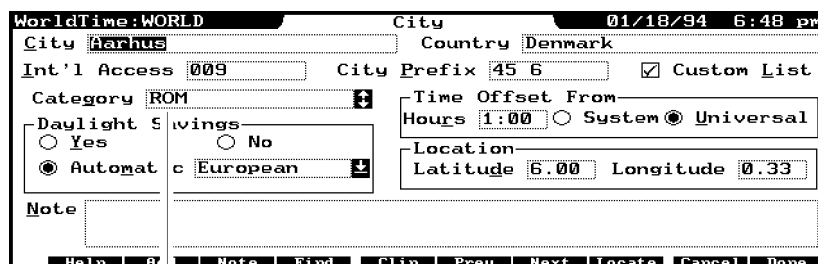 WorldTime:WORLD City 01/18/94 6:48 pm
City Aarhus Country Denmark
Int'l Access 009 City Prefix 45 6 Custom List
Category ROM
Time Offset From
Hours 1:00 System Universal
Daylight Savings
Yes No
Automatic European
Location
Latitude 6.00 Longitude 0.33
Note
Help Note Find Clip Prev Next Locate Cancel Done